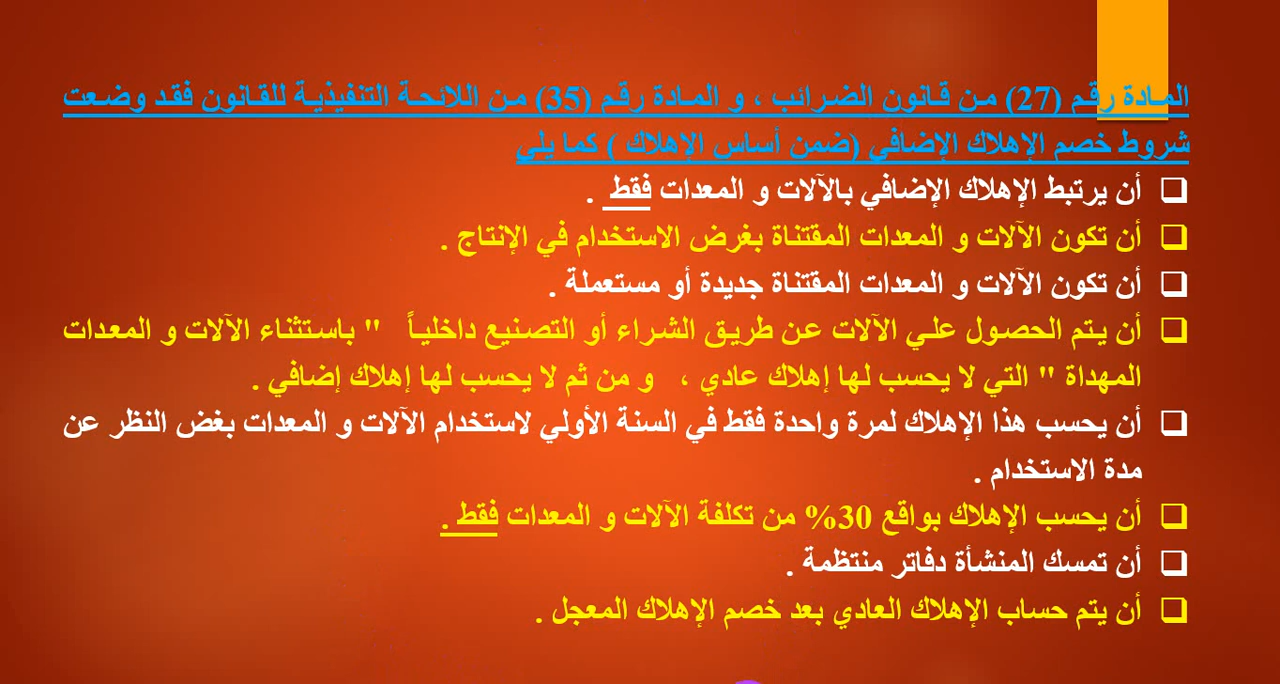 المادة رقم (27) من قانون الضرائب ، و المادة رقم (35) من اللائحة التنفيذية للقانون فقد وضعت
شروط خصم الإهلاك الإضافي (ضمن أساس الإهلاك ) كما يلي
❑ أن يرتبط الإهلاك الإضافي بالآلات و المعدات فقط .
❑ أن تكون الآلات و المعدات المقتناة بغرض الاستخدام في الإنتاج .
❑ أن تكون الآلات و المعدات المقتناة جديدة أو مستعملة .
❑ أن يتم الحصول علي الآلات عن طريق الشراء أو التصنيع داخلياً " باستثناء الآلات و المعدات
المهداة " التي لا يحسب لها إهلاك عادي ، و من ثم لا يحسب لها إهلاك إضافي .
❑ أن يحسب هذا الإهلاك لمرة واحدة فقط في السنة الأولي لاستخدام الآلات و المعدات بغض النظر عن
مدة الاستخدام .
❑ أن يحسب الإهلاك بواقع 30% من تكلفة الآلات و المعدات فقط .
❑ أن تمسك المنشأة دفاتر منتظمة .
❑ أن يتم حساب الإهلاك العادي بعد خصم الإهلاك المعجل .